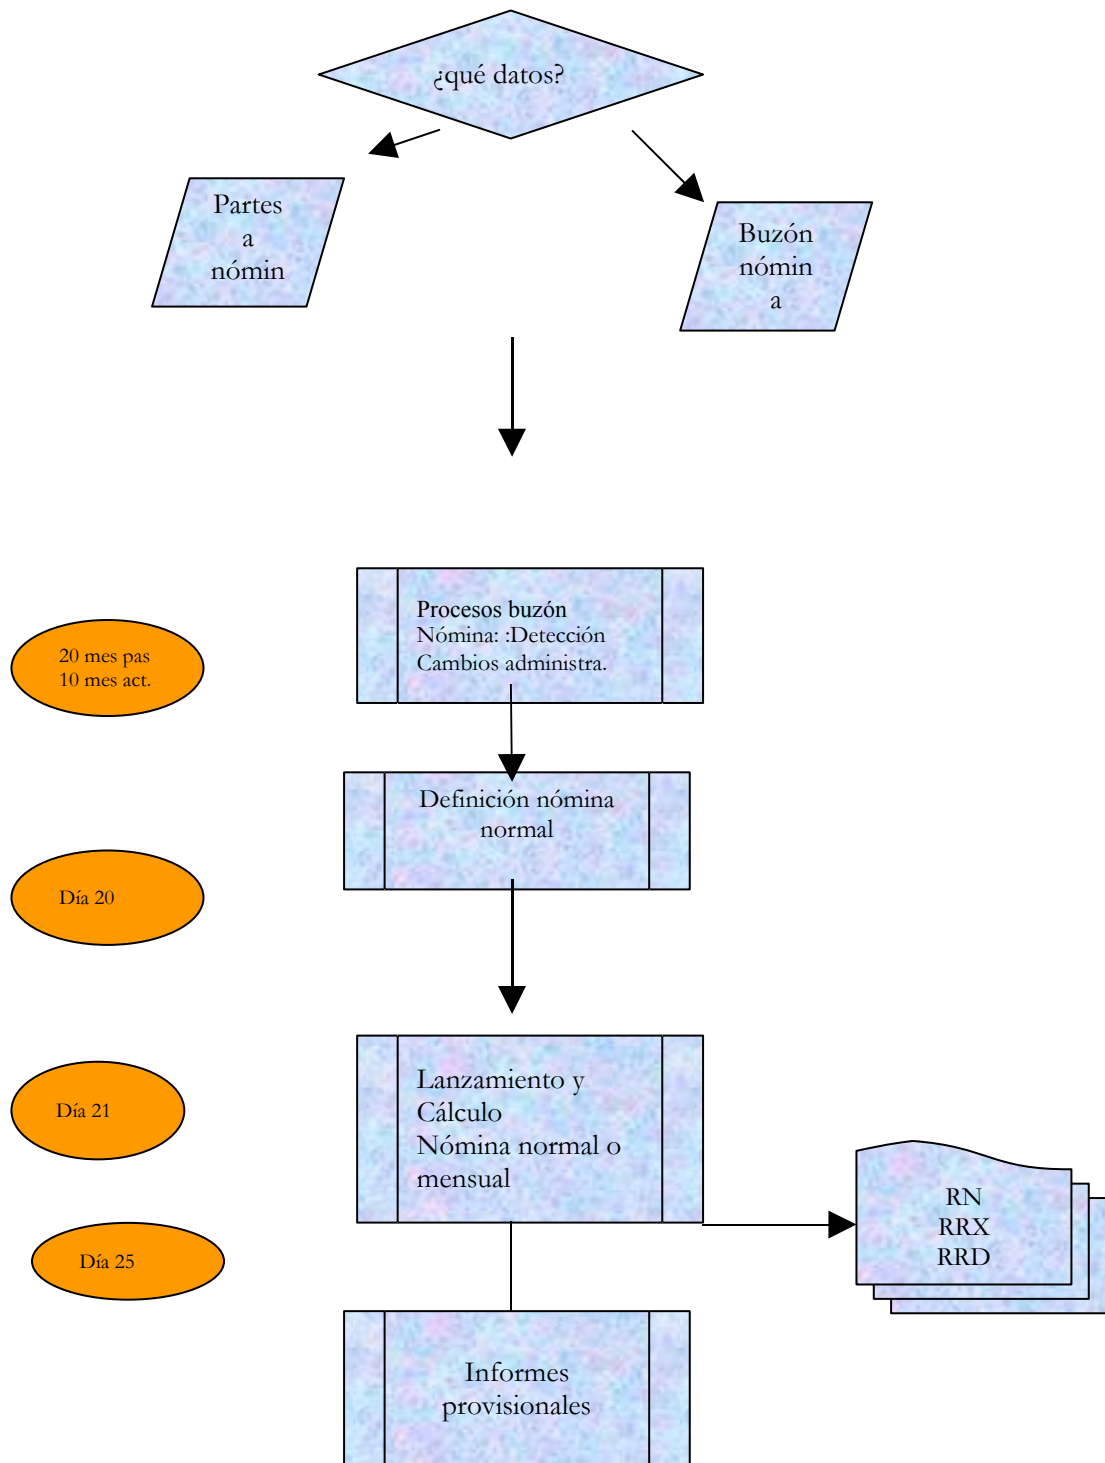 ¿qué datos?
Partes
a
nómin
Buzón
nómin
a
Procesos buzón
Nómina: :Detección
Cambios administra.
20 mes pas
10 mes act.
Definición nómina
normal
Día 20
Lanzamiento y
Cálculo
Nómina normal o
mensual
Día 21
RN
RRX
RRD
Día 25
Informes
provisionales